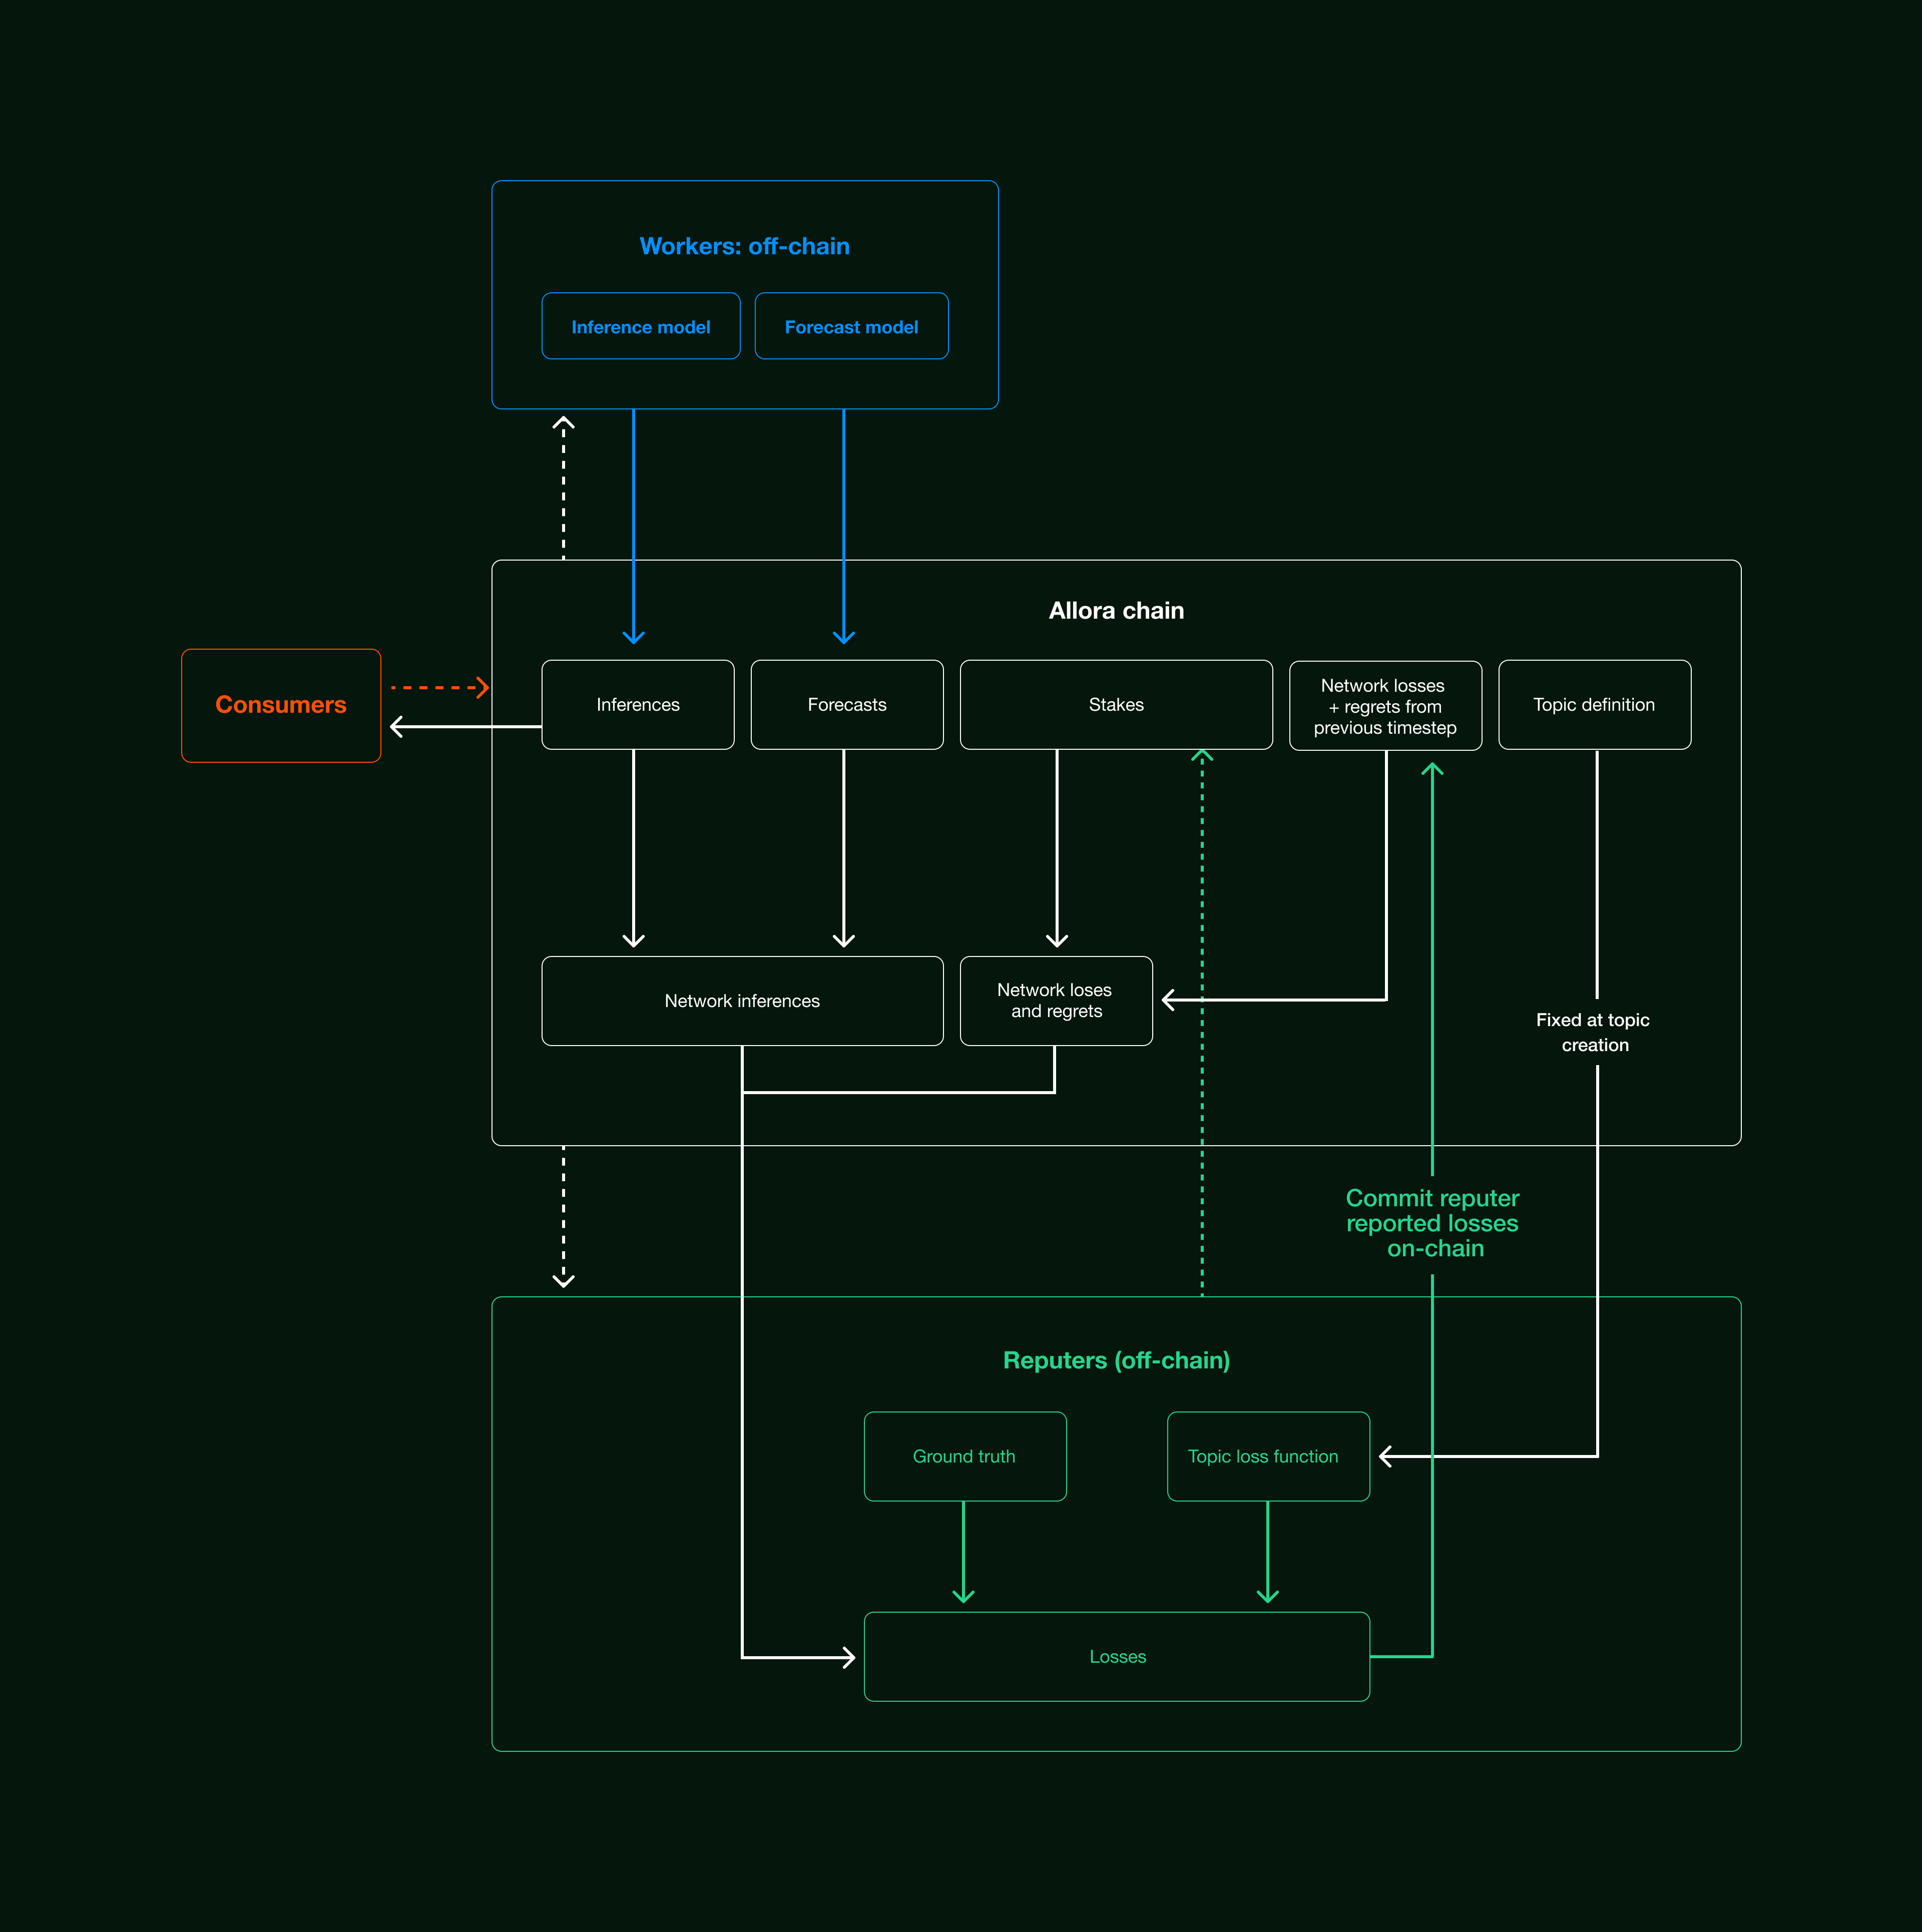 Workers: off-chain
Inference model
Forecast model
Allora chain
Consumers
Inferences
Forecasts
Stakes
Network losses
+ regrets from
previous timestep
Topic definition
Network inferences
Network loses
and regrets
Fixed at topic
creation
Commit reputer
reported losses
on-chain
Reputers (off-chain)
Ground truth
Topic loss function
Losses